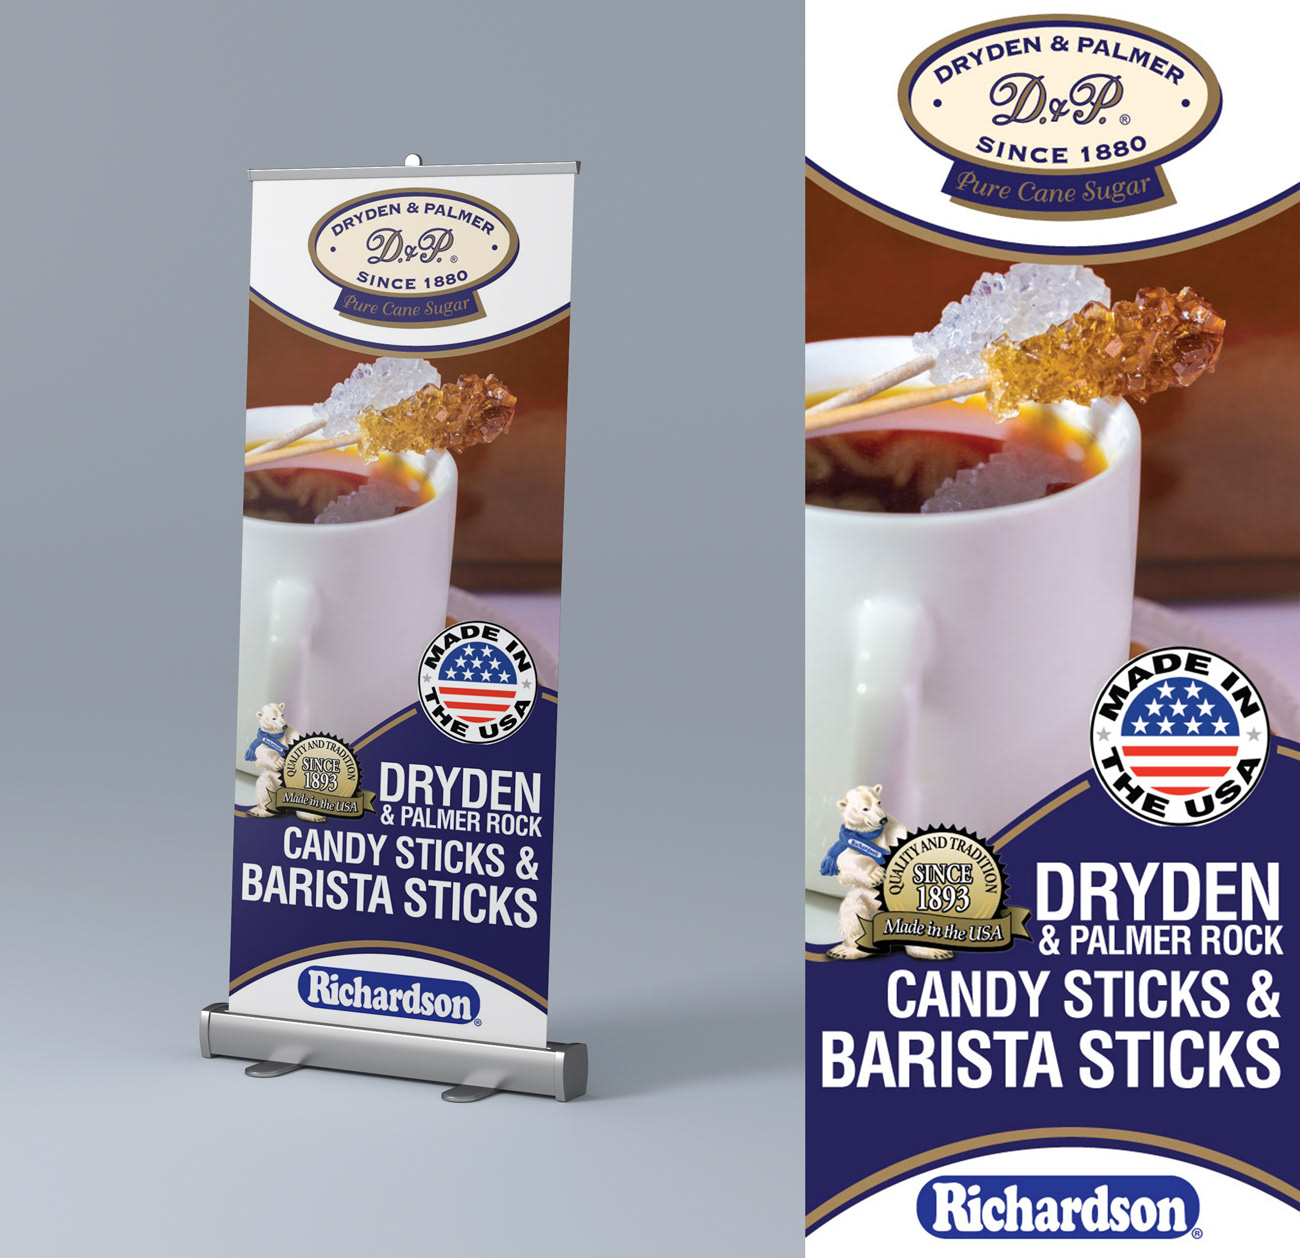 DRYDEN & PALMER
D.&P.®
SINCE 1880
Pure Cane Sugar
MADE IN
THE USA
QUALITY AND TRADITION
SINCE
1893
Made in the USA
DRYDEN
& PALMER ROCK
CANDY STICKS &
BARISTA STICKS
Richardson®
DRYDEN & PALMER
D.&P.®
SINCE 1880
Pure Cane Sugar
MADE IN
THE USA
Richardson
QUALITY AND TRADITION
SINCE
1893
Made in the USA
DRYDEN
& PALMER ROCK
CANDY STICKS &
BARISTA STICKS
Richardson®